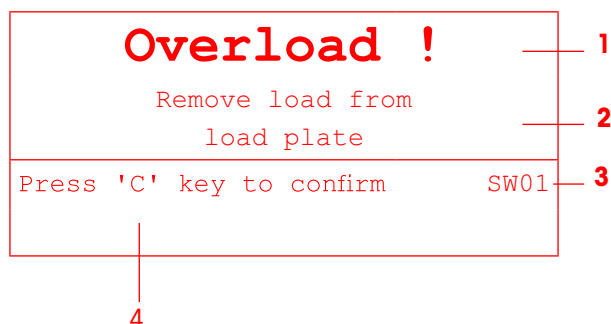 Overload !
1
Remove load from
2
load plate
Press 'C' key to confirm SW01
3
4